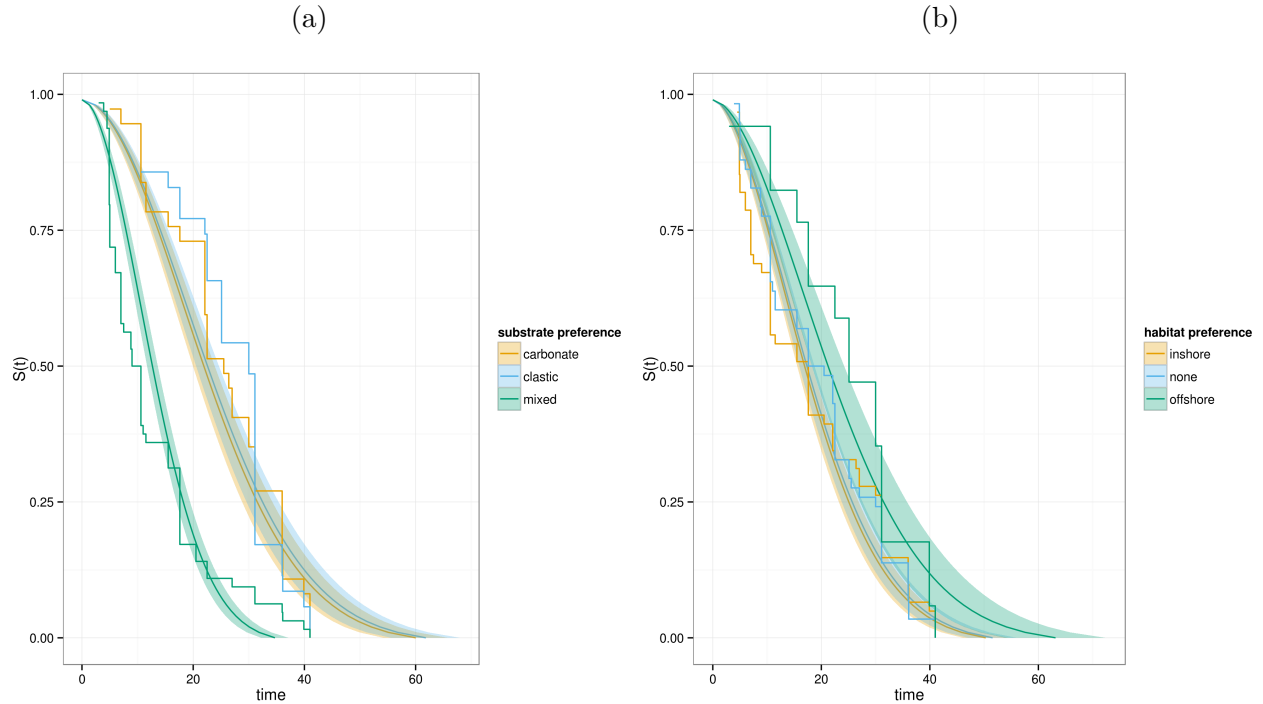 (a)
1.00
0.75
0.50
0.25
0.00
S(t)
0 20 40 60
time
substrate preference
carbonate
clastic
mixed
(b)
1.00
0.75
0.50
0.25
0.00
S(t)
0 20 40 60
time
habitat preference
inshore
none
offshore